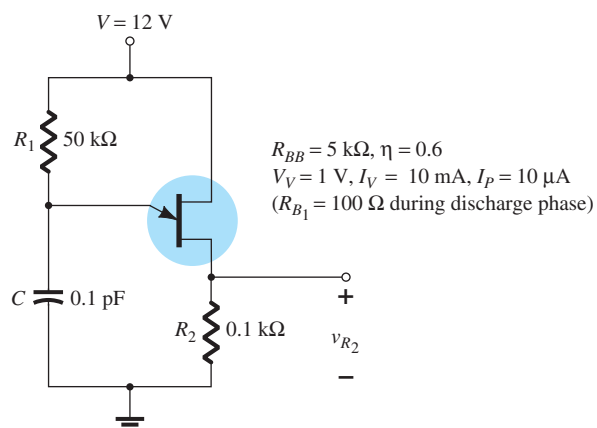 V = 12 V
R1 50 kΩ
RBB = 5 kΩ, η = 0.6
VV = 1 V, IV = 10 mA, IP = 10 μA
(RB1 = 100 Ω during discharge phase)
C 0.1 pF
+
R2 0.1 kΩ
vR2
–